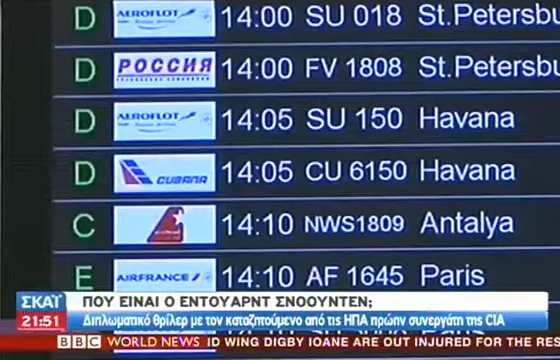 D AEROFLOT 14:00 SU 018 St.Petersbu
D РОССИЯ 14:00 FV 1808 St.Petersbu
D AEROFLOT 14:05 SU 150 Havana
D CUBANA 14:05 CU 6150 Havana
C 14:10 NWS1809 Antalya
E AIRFRANCE 14:10 AF 1645 Paris
ΣΚΑΪ ΠΟΥ ΕΙΝΑΙ Ο ΕΝΤΟΥΑΡΝΤ ΣΝΟΟΥΝΤΕΝ;
21:51 Διπλωματικό θρίλερ με τον καταζητούμενο από τις ΗΠΑ πρώην συνεργάτη της CIA
BBC WORLD NEWS ID WING DIGBY IOANE ARE OUT INJURED FOR THE RES